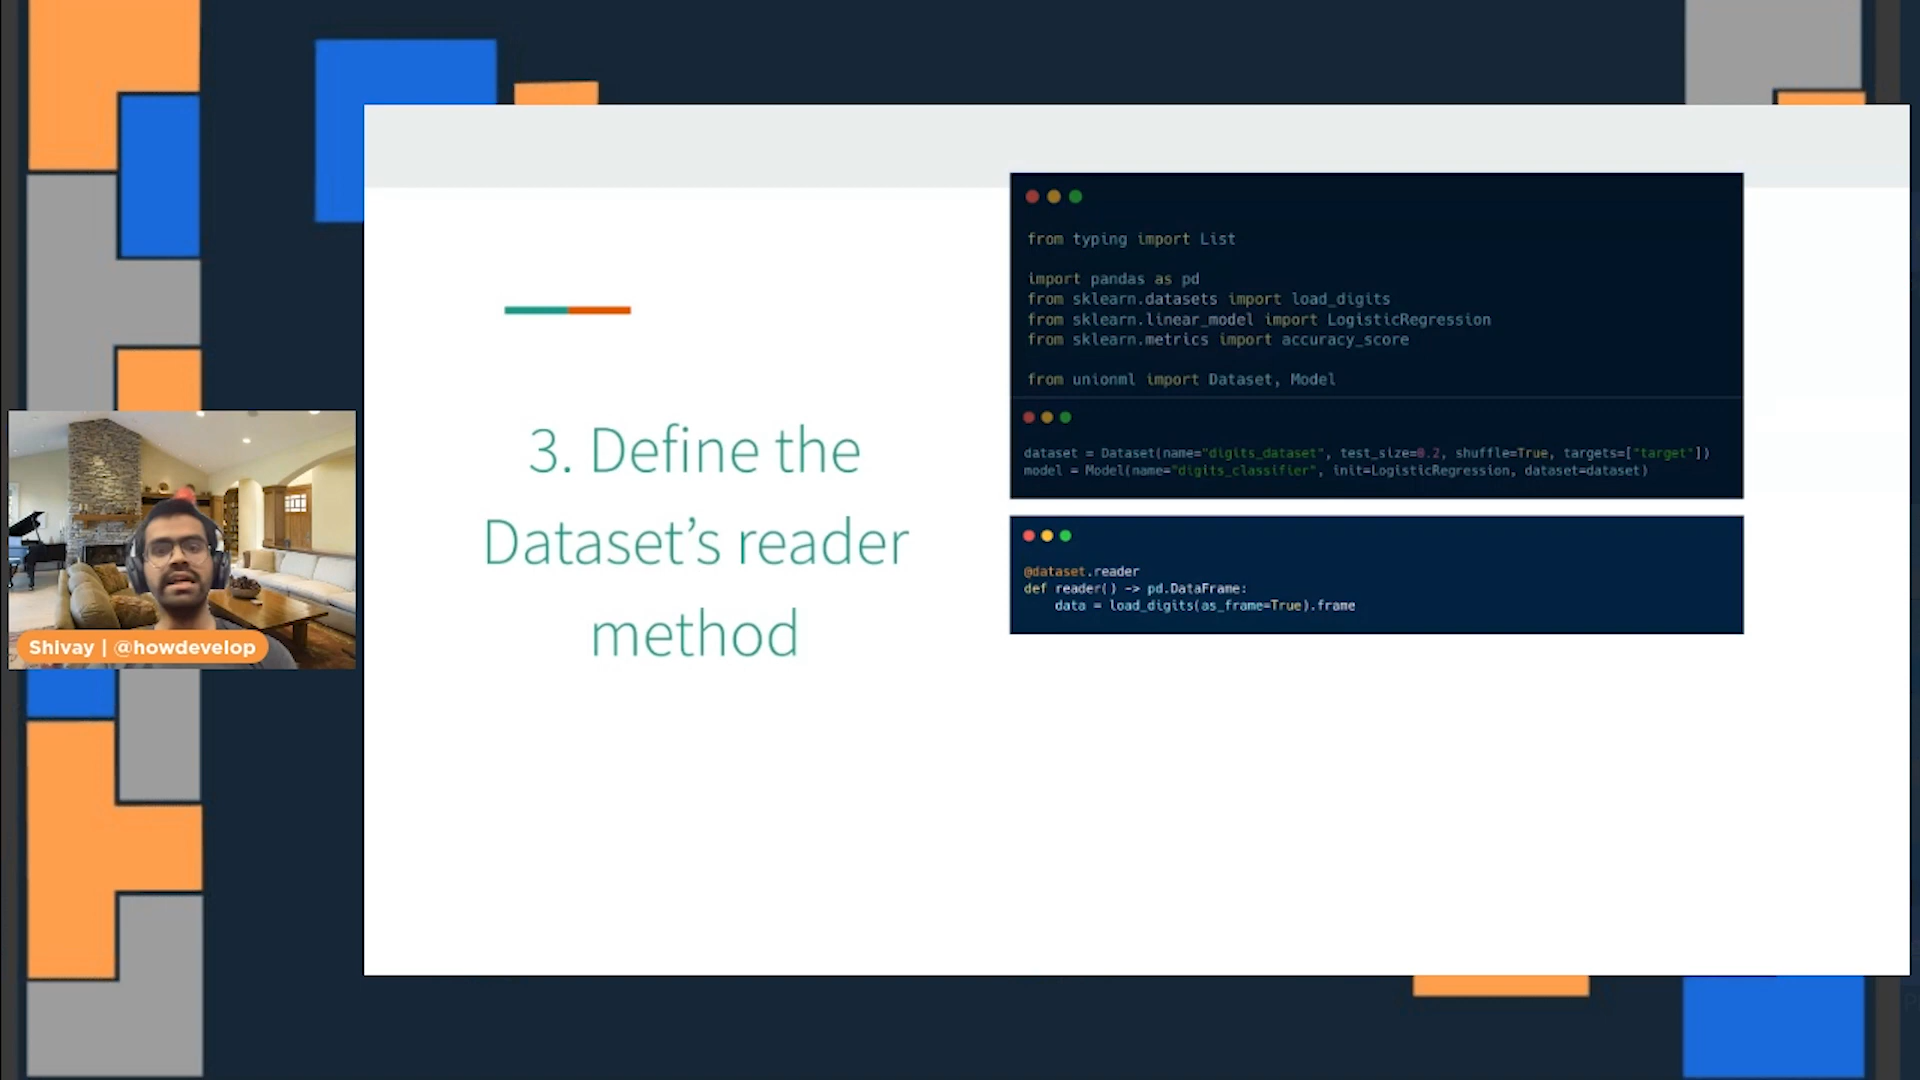 3. Define the
Dataset’s reader
method
from typing import List
import pandas as pd
from sklearn.datasets import load_digits
from sklearn.linear_model import LogisticRegression
from sklearn.metrics import accuracy_score
from unionml import Dataset, Model
dataset = Dataset(name="digits_dataset", test_size=0.2, shuffle=True, targets=["target"])
model = Model(name="digits_classifier", init=LogisticRegression, dataset=dataset)
@dataset.reader
def reader() -> pd.DataFrame:
    data = load_digits(as_frame=True).frame
Shivay | @howdevelop